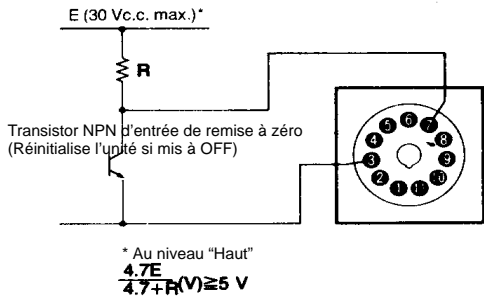 E (30 Vc.c. max.)*
R
Transistor NPN d'entrée de remise à zéro
(Réinitialise l'unité si mis à OFF)
6
5 7
4 8
3 9
2 10
1 11
* Au niveau "Haut"
4.7E
4.7+R (V)≧5 V